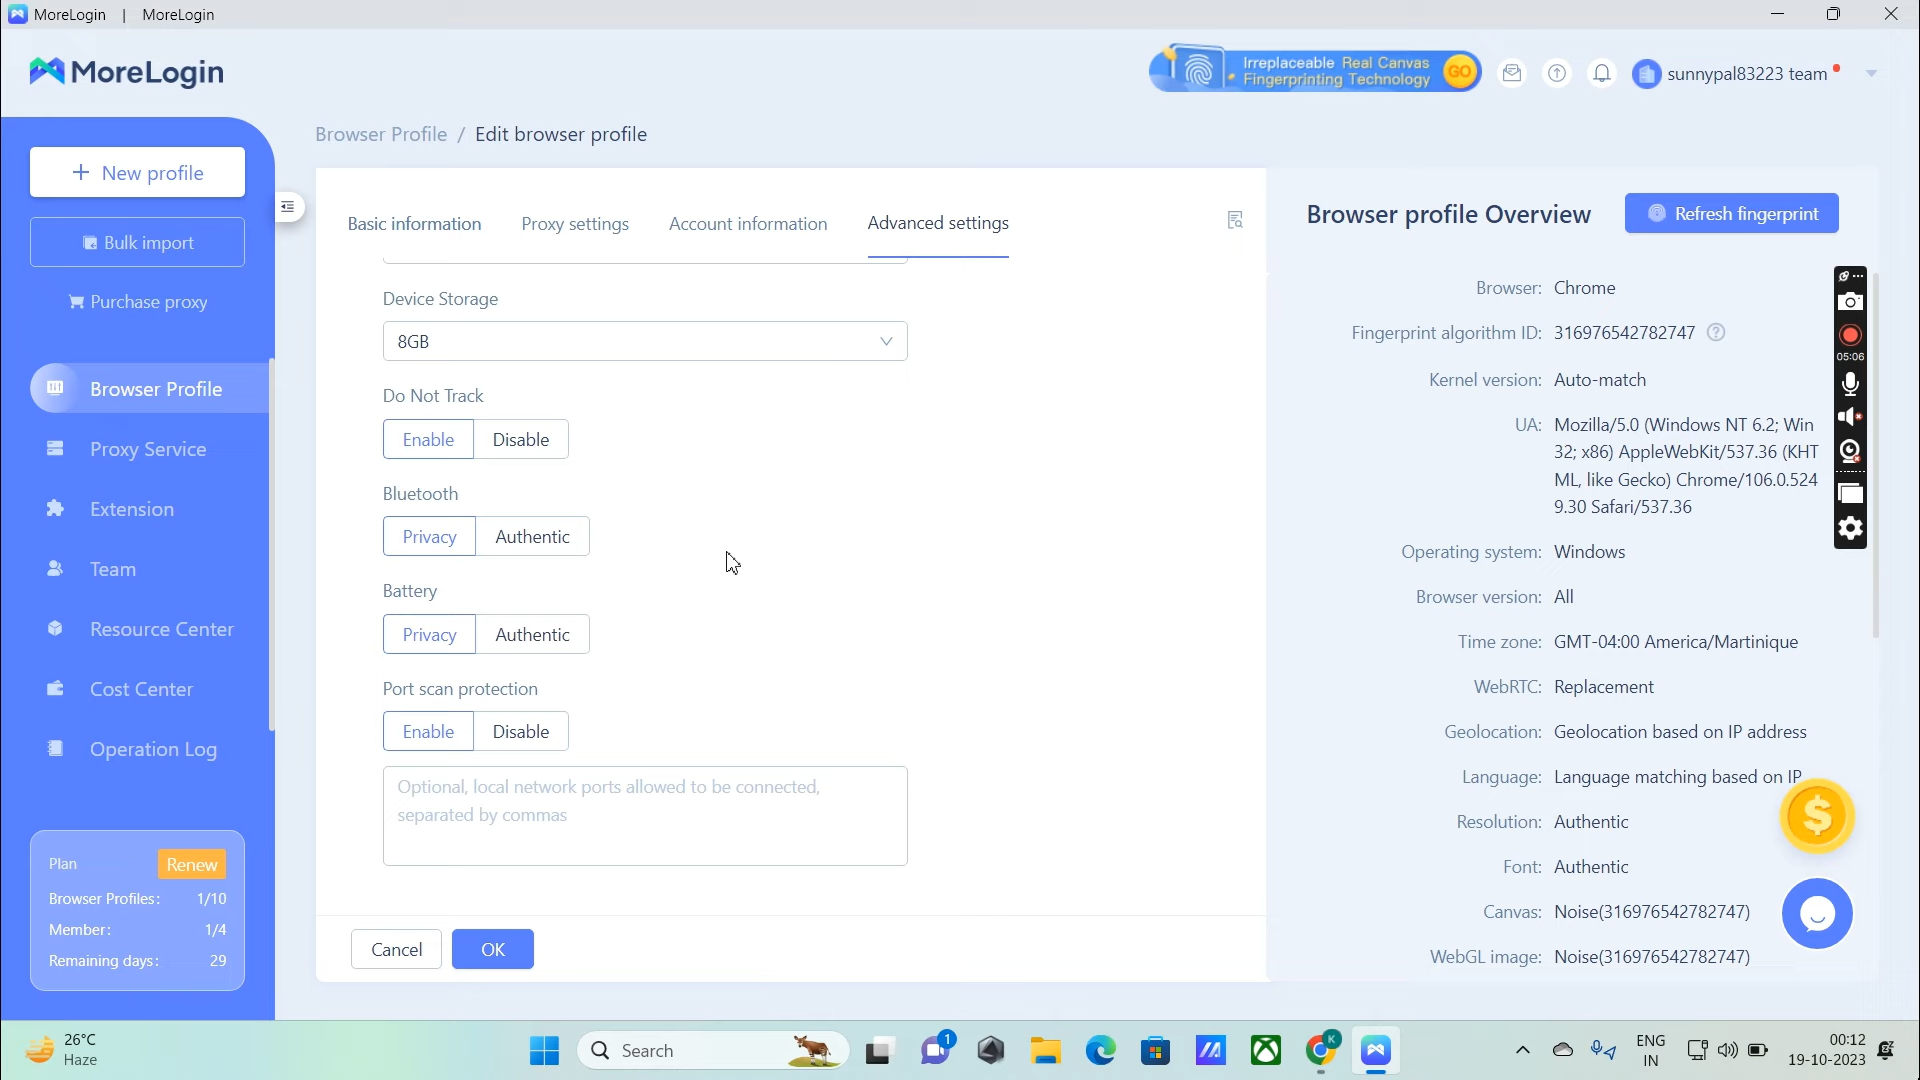 MoreLogin | MoreLogin
MoreLogin
Irreplaceable Real Canvas
Fingerprinting Technology
GO
sunnypal83223 team
Browser Profile / Edit browser profile
+ New profile
Bulk import
Purchase proxy
Browser Profile
Proxy Service
Extension
Team
Resource Center
Cost Center
Operation Log
Plan
Renew
Browser Profiles: 1/10
Member: 1/4
Remaining days: 29
Basic information
Proxy settings
Account information
Advanced settings
Device Storage
8GB
Do Not Track
Enable
Disable
Bluetooth
Privacy
Authentic
Battery
Privacy
Authentic
Port scan protection
Enable
Disable
Optional, local network ports allowed to be connected,
separated by commas
Cancel
OK
Browser profile Overview
Refresh fingerprint
Browser: Chrome
Fingerprint algorithm ID: 316976542782747
Kernel version: Auto-match
UA: Mozilla/5.0 (Windows NT 6.2; Win
32; x86) AppleWebKit/537.36 (KHT
ML, like Gecko) Chrome/106.0.524
9.30 Safari/537.36
Operating system: Windows
Browser version: All
Time zone: GMT-04:00 America/Martinique
WebRTC: Replacement
Geolocation: Geolocation based on IP address
Language: Language matching based on IP
Resolution: Authentic
Font: Authentic
Canvas: Noise(316976542782747)
WebGL image: Noise(316976542782747)
05:06
26°C
Haze
Search
1
K
ENG
IN
00:12
19-10-2023